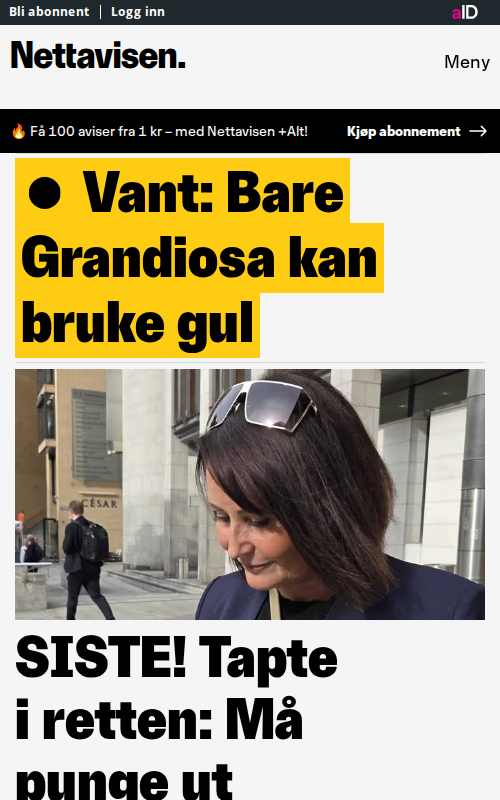 Bli abonnent | Logg inn
aID
Nettavisen.
Meny
🔥 Få 100 aviser fra 1 kr – med Nettavisen +Alt!
Kjøp abonnement →
● Vant: Bare
Grandiosa kan
bruke gul
CÉSAR
SISTE! Tapte
i retten: Må
punge ut